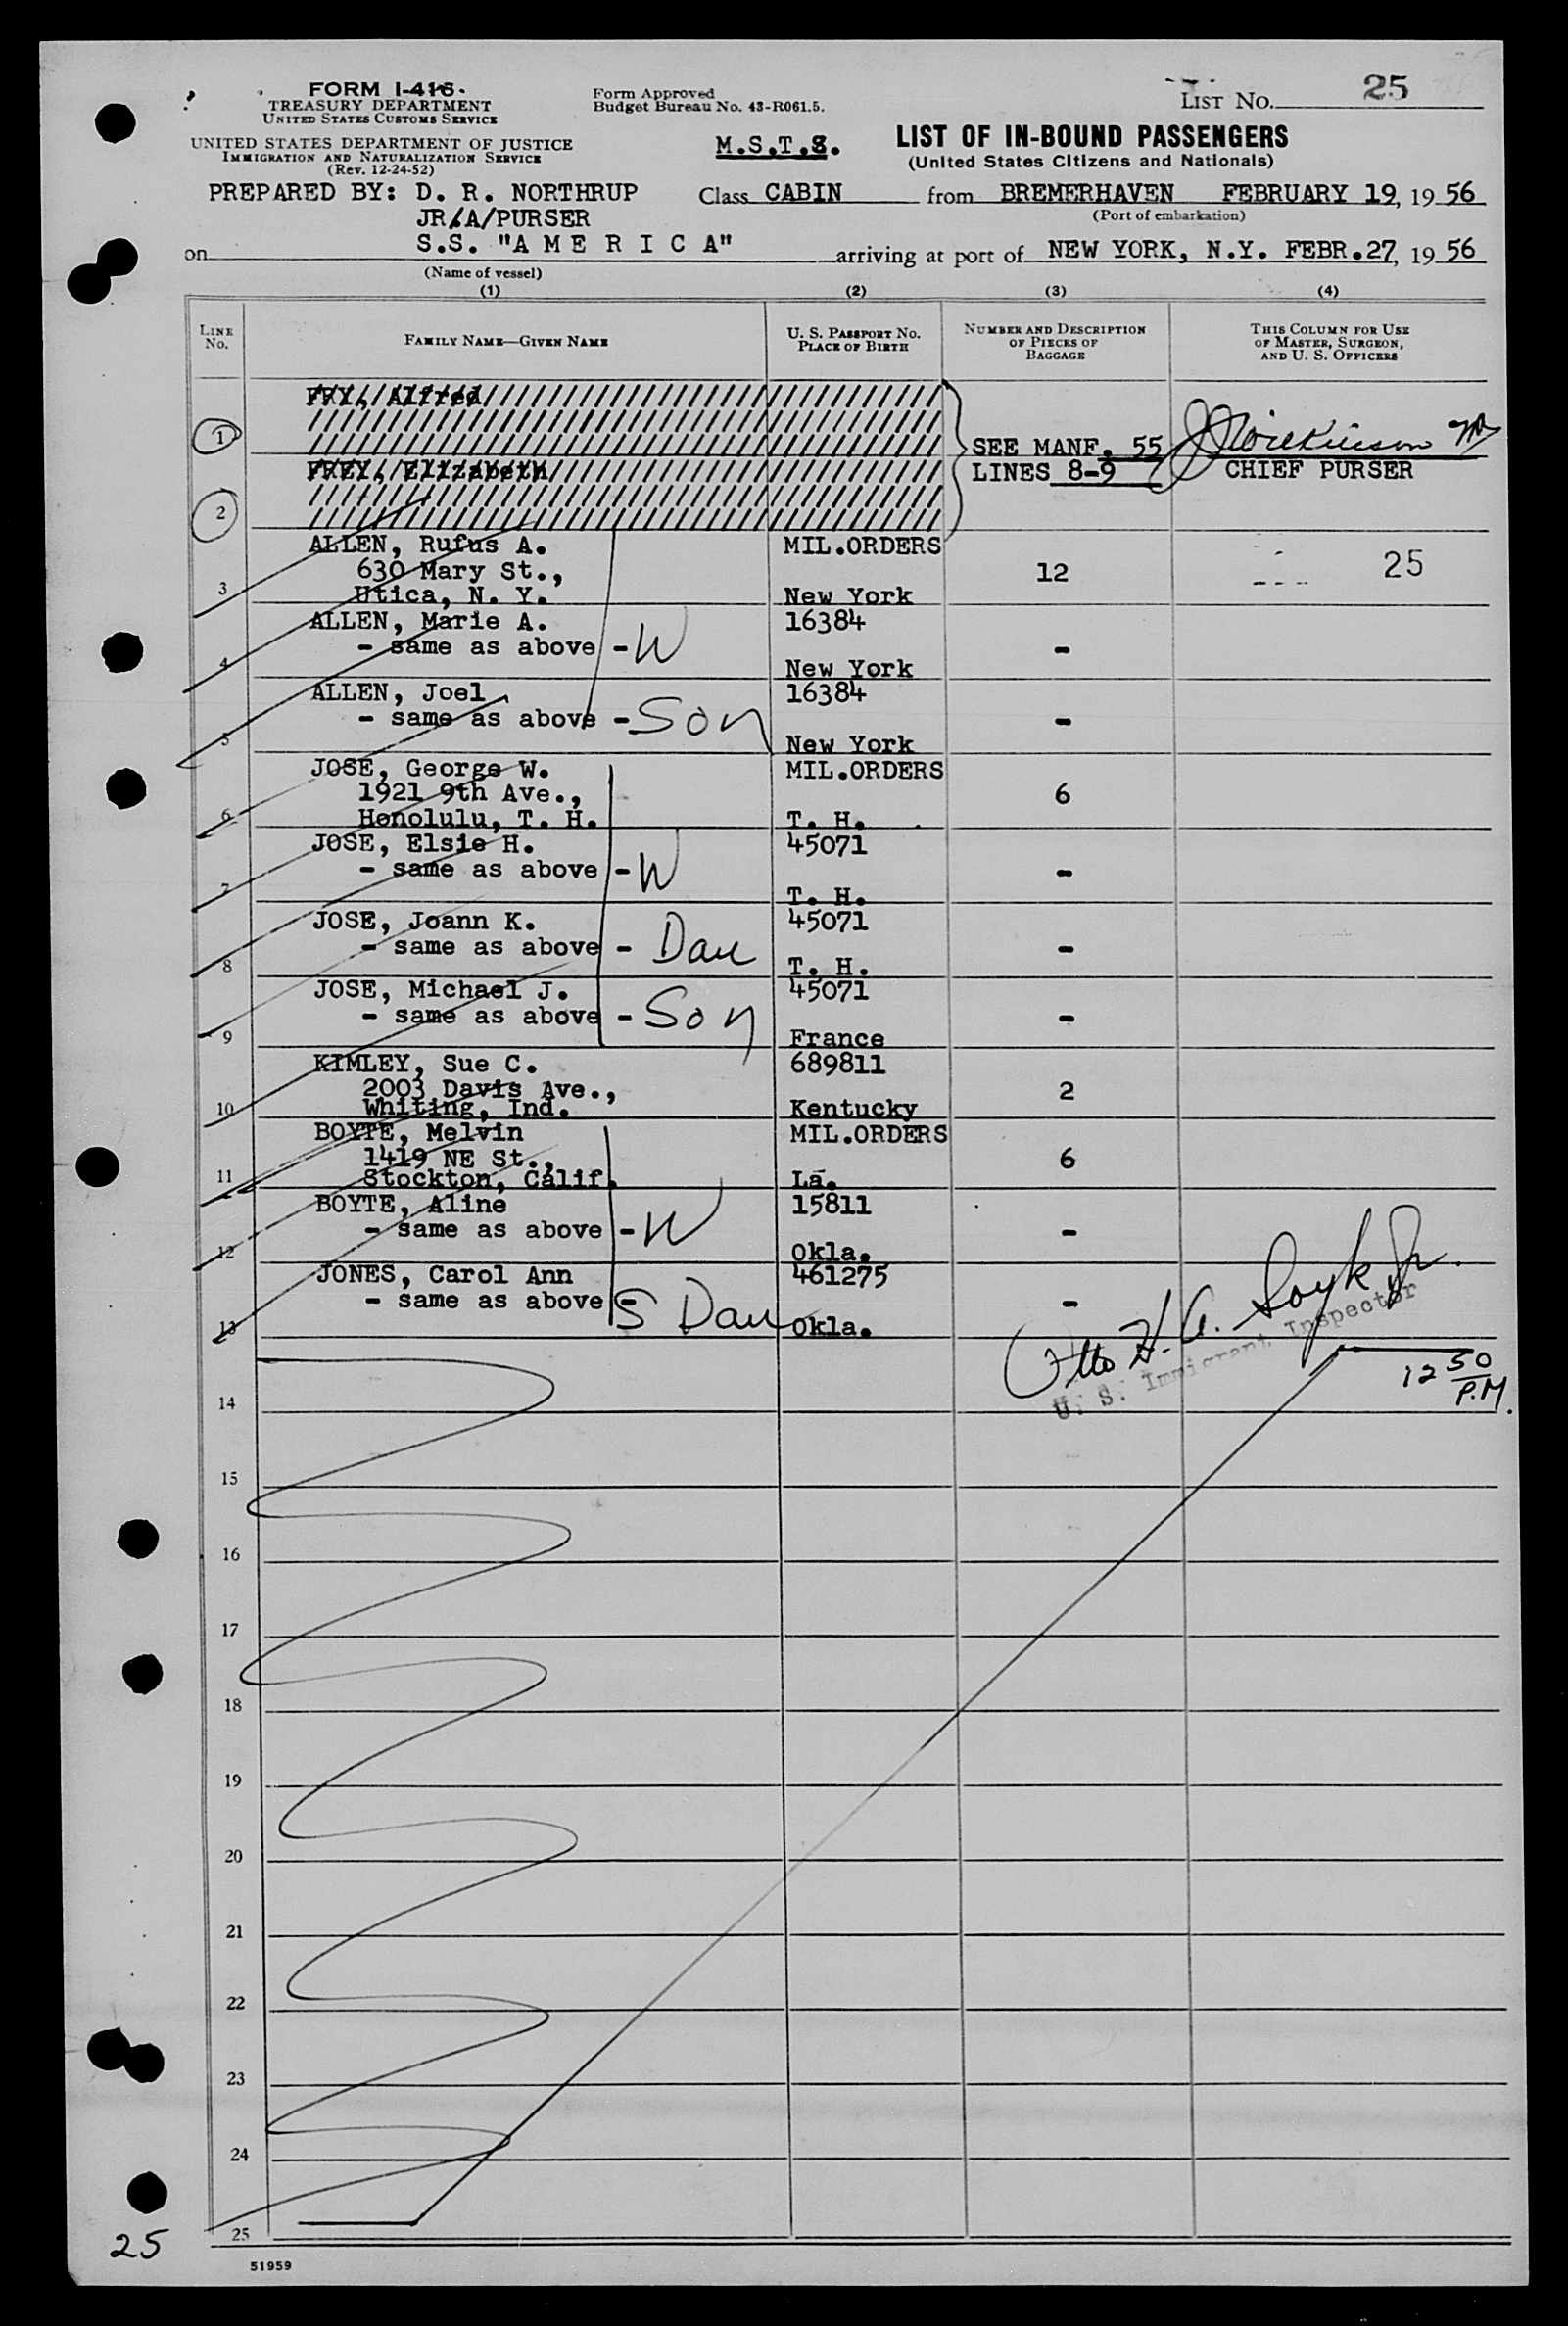 FORM I-416.
TREASURY DEPARTMENT
UNITED STATES CUSTOMS SERVICE
UNITED STATES DEPARTMENT OF JUSTICE
IMMIGRATION AND NATURALIZATION SERVICE
(Rev. 12-24-52)
Form Approved
Budget Bureau No. 43-R061.5.
LIST NO. 25
M.S.T.S.
LIST OF IN-BOUND PASSENGERS
(United States Citizens and Nationals)
PREPARED BY: D. R. NORTHRUP
JR/A/PURSER
Class CABIN from BREMERHAVEN FEBRUARY 19, 19 56
(Port of embarkation)
on S.S. "A M E R I C A" arriving at port of NEW YORK, N.Y. FEBR.27, 19 56
(Name of vessel)
(1) (2) (3) (4)
LINE NO.
FAMILY NAME—GIVEN NAME
U. S. PASSPORT NO.
PLACE OF BIRTH
NUMBER AND DESCRIPTION
OF PIECES OF
BAGGAGE
THIS COLUMN FOR USE
OF MASTER, SURGEON,
AND U. S. OFFICERS
1 FRY, Alfred
SEE MANF. 55
LINES 8-9
CHIEF PURSER
2 FREY, Elizabeth
ALLEN, Rufus A. MIL.ORDERS
3 630 Mary St., 12 25
Utica, N. Y. New York
ALLEN, Marie A. 16384
4 - same as above - W -
New York
ALLEN, Joel 16384
5 - same as above - Son -
New York
JOSE, George W. MIL.ORDERS
6 1921 9th Ave., 6
Honolulu, T. H. T. H.
JOSE, Elsie H. 45071
7 - same as above - W -
T. H.
JOSE, Joann K. 45071
8 - same as above - Dau -
T. H.
JOSE, Michael J. 45071
9 - same as above - Son -
France
KIMLEY, Sue C. 689811
10 2003 Davis Ave., 2
Whiting, Ind. Kentucky
BOYTE, Melvin MIL.ORDERS
11 1419 NE St., 6
Stockton, Calif. La.
BOYTE, Aline 15811
12 - same as above - W -
Okla.
JONES, Carol Ann 461275
13 - same as above - S Dau -
Okla.
Otto H. A. Soyk Jr.
U. S. Immigrant Inspector
12 50 P.M.
14
15
16
17
18
19
20
21
22
23
24
25
25
51959